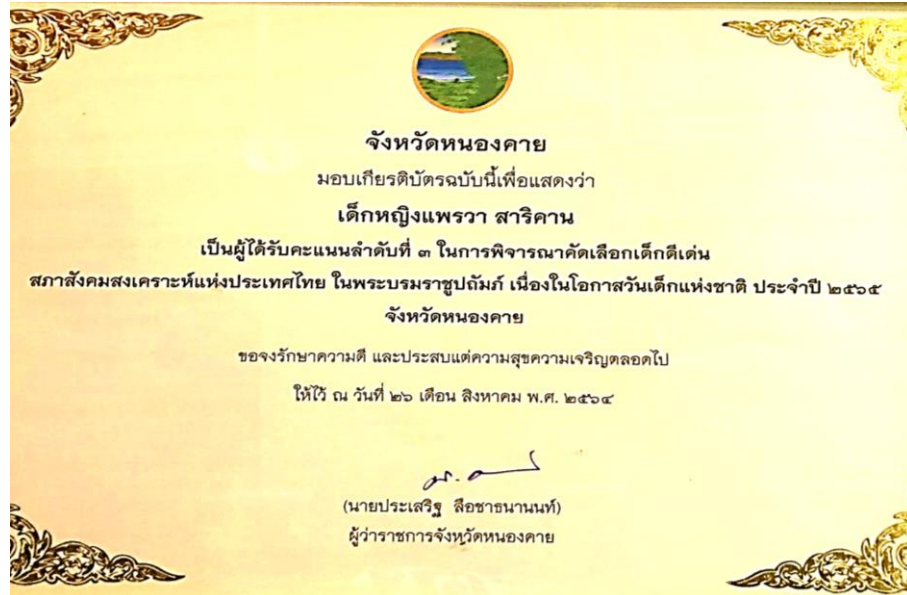 จังหวัดหนองคาย
มอบเกียรติบัตรฉบับนี้เพื่อแสดงว่า
เด็กหญิงแพรวา สาริคาน
เป็นผู้ได้รับคะแนนลำดับที่ ๓ ในการพิจารณาคัดเลือกเด็กดีเด่น
สภาสังคมสงเคราะห์แห่งประเทศไทย ในพระบรมราชูปถัมภ์ เนื่องในโอกาสวันเด็กแห่งชาติ ประจำปี ๒๕๖๕
จังหวัดหนองคาย
ขอจงรักษาความดี และประสบแต่ความสุขความเจริญตลอดไป
ให้ไว้ ณ วันที่ ๒๖ เดือน สิงหาคม พ.ศ. ๒๕๖๔
(นายประเสริฐ ลือชาธนานนท์)
ผู้ว่าราชการจังหวัดหนองคาย